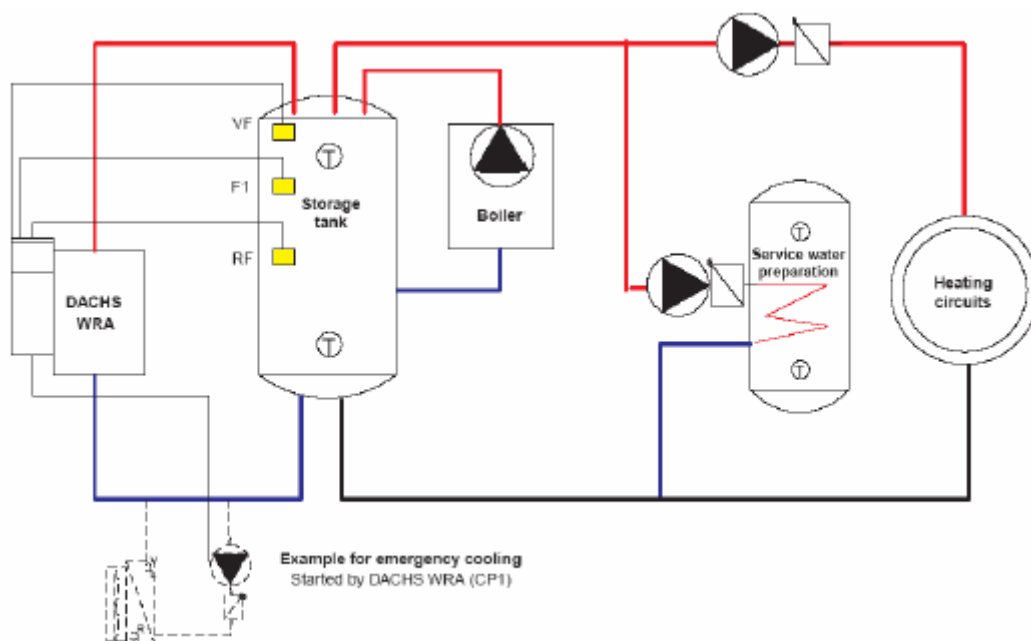 VF
T
F1
Storage
tank
RF
T
DACHS
WRA
Boiler
T
Service water
preparation
T
Heating
circuits
Example for emergency cooling
Started by DACHS WRA (CP1)